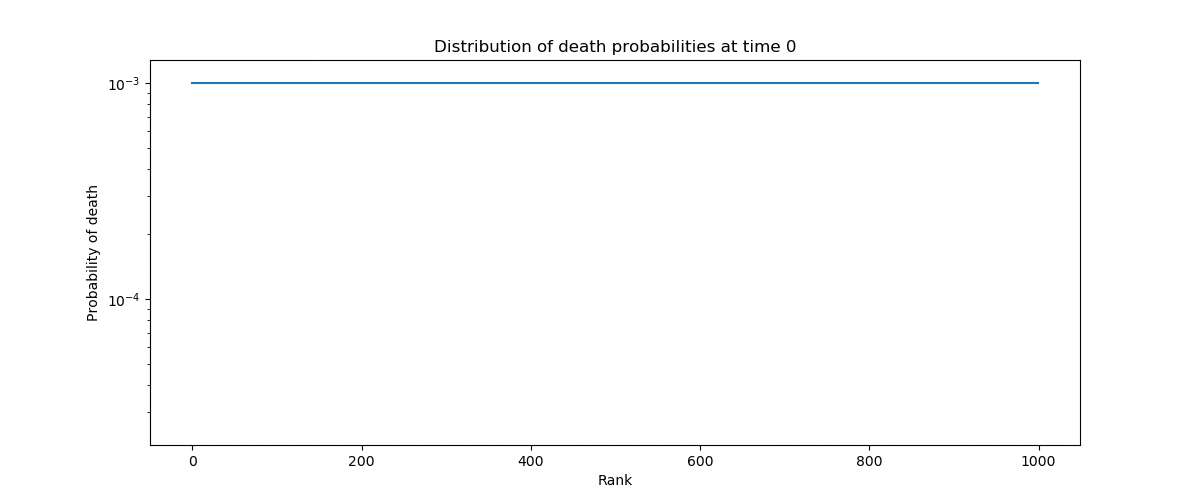 Distribution of death probabilities at time 0
Probability of death
10⁻³
10⁻⁴
0 200 400 600 800 1000
Rank